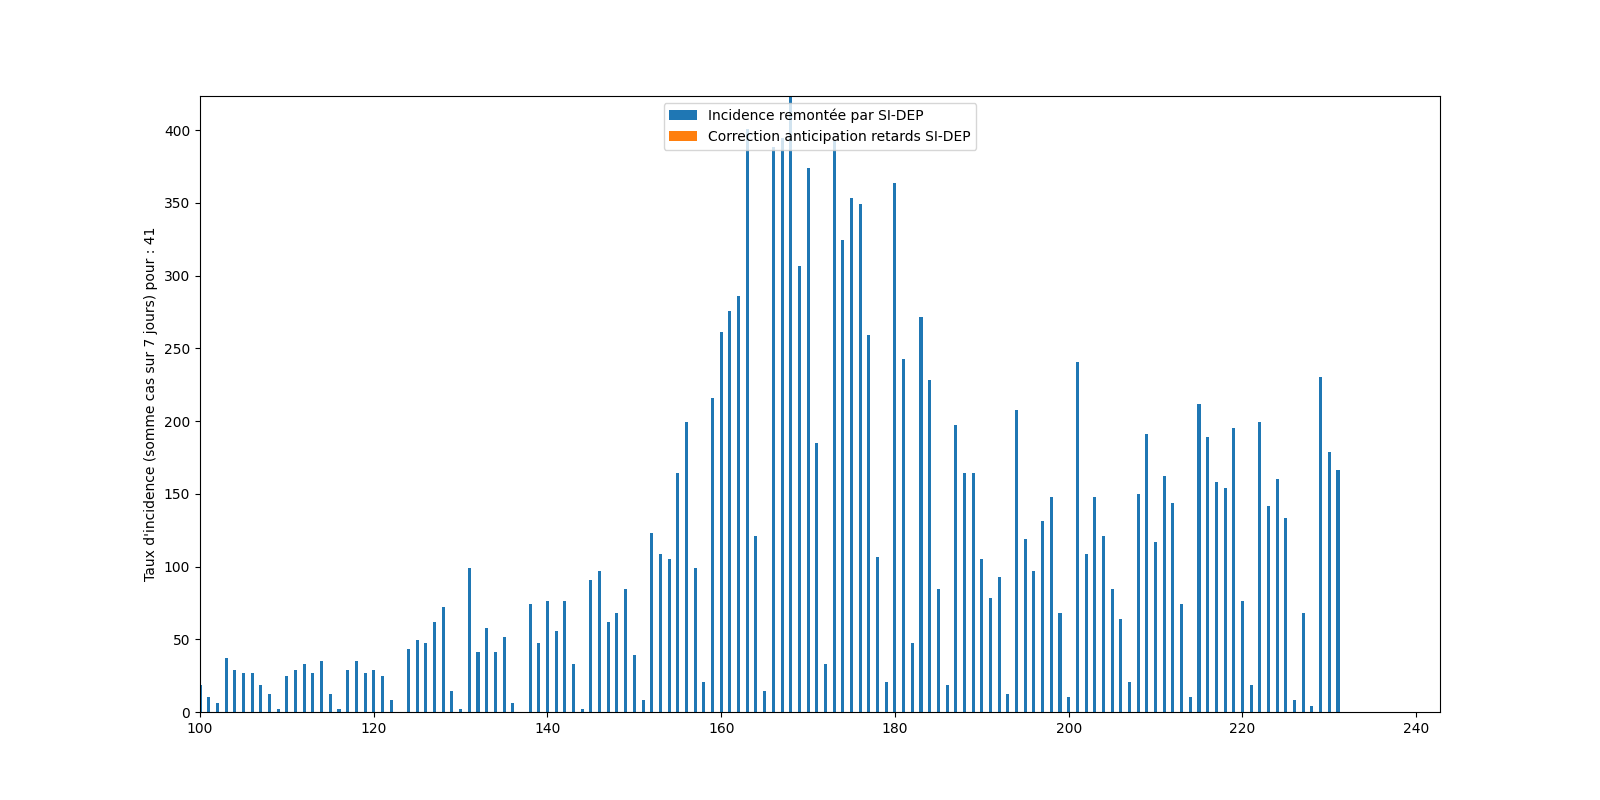 Incidence remontée par SI-DEP
Correction anticipation retards SI-DEP
Taux d'incidence (somme cas sur 7 jours) pour : 41
400
350
300
250
200
150
100
50
0
100 120 140 160 180 200 220 240